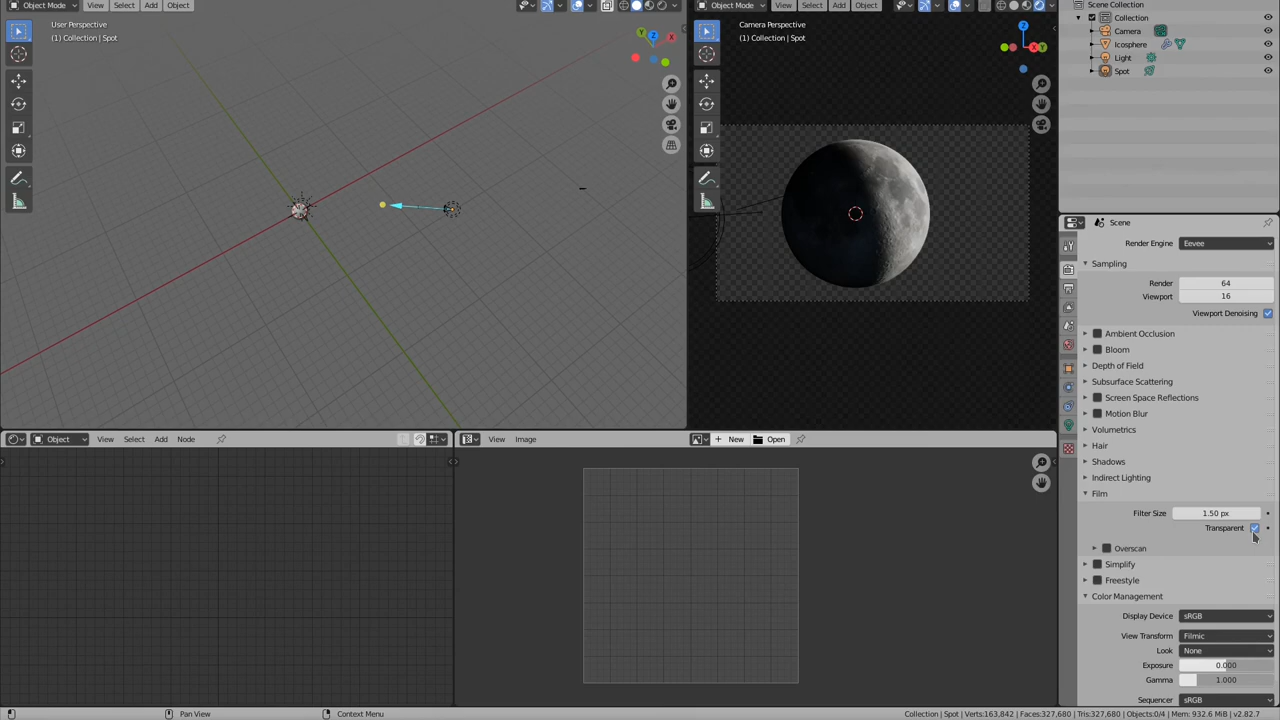 Object Mode View Select Add Object
User Perspective
(1) Collection | Spot
Object Mode View Select Add Object
Camera Perspective
(1) Collection | Spot
Scene Collection
Collection
Camera
Icosphere
Light
Spot
Scene
Render Engine Eevee
Sampling
Render 64
Viewport 16
Viewport Denoising
Ambient Occlusion
Bloom
Depth of Field
Subsurface Scattering
Screen Space Reflections
Motion Blur
Volumetrics
Hair
Shadows
Indirect Lighting
Film
Filter Size 1.50 px
Transparent
Overscan
Simplify
Freestyle
Color Management
Display Device sRGB
View Transform Filmic
Look None
Exposure 0.000
Gamma 1.000
Sequencer sRGB
Object View Select Add Node
View Image New Open
Pan View Context Menu Collection | Spot | Verts:163,842 | Faces:327,680 | Tris:327,680 | Objects:0/4 | Mem: 932.6 MiB | v2.82.7